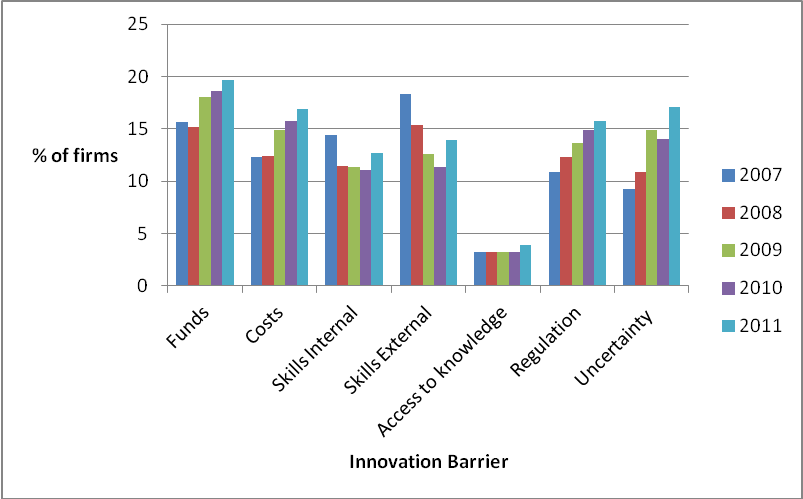 25
20
15
10
5
0
% of firms
Funds
Costs
Skills Internal
Skills External
Access to knowledge
Regulation
Uncertainty
Innovation Barrier
2007
2008
2009
2010
2011